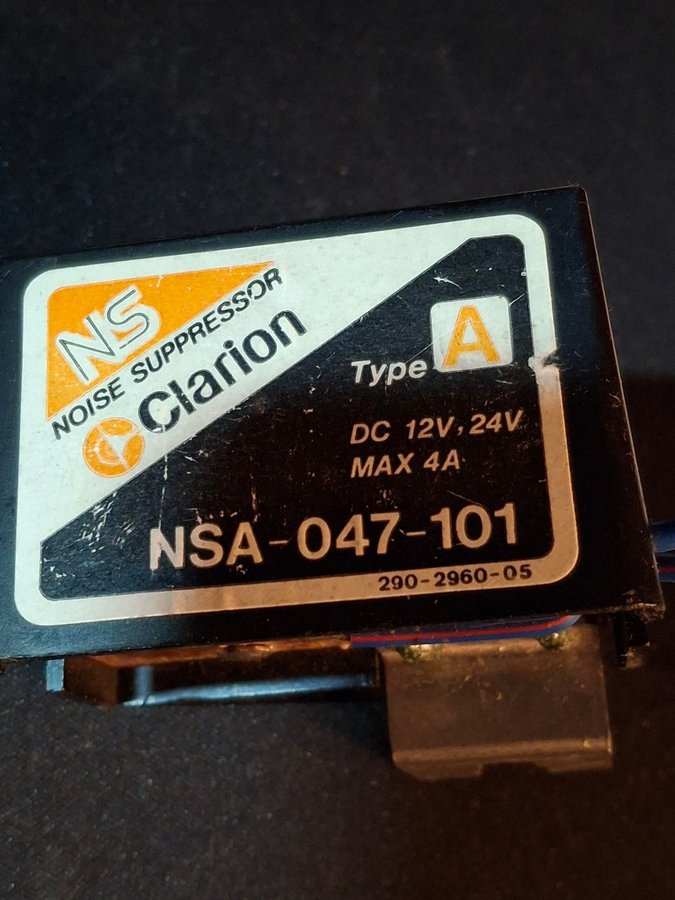 NS
NOISE SUPPRESSOR
Clarion
Type A
DC 12V, 24V
MAX 4A
NSA-047-101
290-2960-05